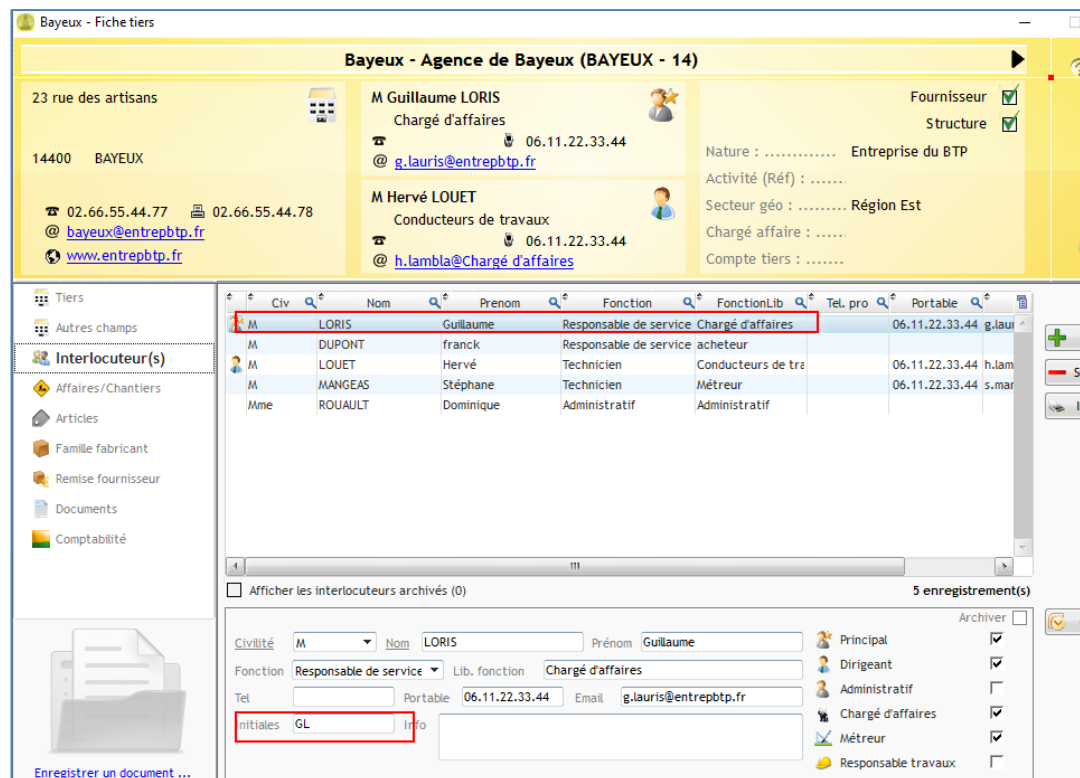 Bayeux - Fiche tiers
Bayeux - Agence de Bayeux (BAYEUX - 14)
23 rue des artisans
14400 BAYEUX
02.66.55.44.77 02.66.55.44.78
@ bayeux@entrepbtp.fr
www.entrepbtp.fr
M Guillaume LORIS
Chargé d'affaires
06.11.22.33.44
@ g.lauris@entrepbtp.fr
M Hervé LOUET
Conducteurs de travaux
06.11.22.33.44
@ h.lambla@Chargé d'affaires
Fournisseur
Structure
Nature : ............. Entreprise du BTP
Activité (Réf) : ......
Secteur géo : ......... Région Est
Chargé affaire : .....
Compte tiers : .......
Tiers
Autres champs
Interlocuteur(s)
Affaires/Chantiers
Articles
Famille fabricant
Remise fournisseur
Documents
Comptabilité
Enregistrer un document ...
Civ Nom Prenom Fonction FonctionLib Tel. pro Portable
M LORIS Guillaume Responsable de service Chargé d'affaires 06.11.22.33.44 g.lau
M DUPONT franck Responsable de service acheteur
M LOUET Hervé Technicien Conducteurs de tra 06.11.22.33.44 h.lam
M MANGEAS Stéphane Technicien Métreur 06.11.22.33.44 s.mar
Mme ROUAULT Dominique Administratif Administratif
Afficher les interlocuteurs archivés (0) 5 enregistrement(s)
Archiver
Civilité M Nom LORIS Prénom Guillaume
Fonction Responsable de service Lib. fonction Chargé d'affaires
Tel Portable 06.11.22.33.44 Email g.lauris@entrepbtp.fr
Initiales GL Info
Principal
Dirigeant
Administratif
Chargé d'affaires
Métreur
Responsable travaux
S